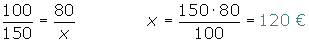 100/150 = 80/x    x = 150·80/100 = 120 €